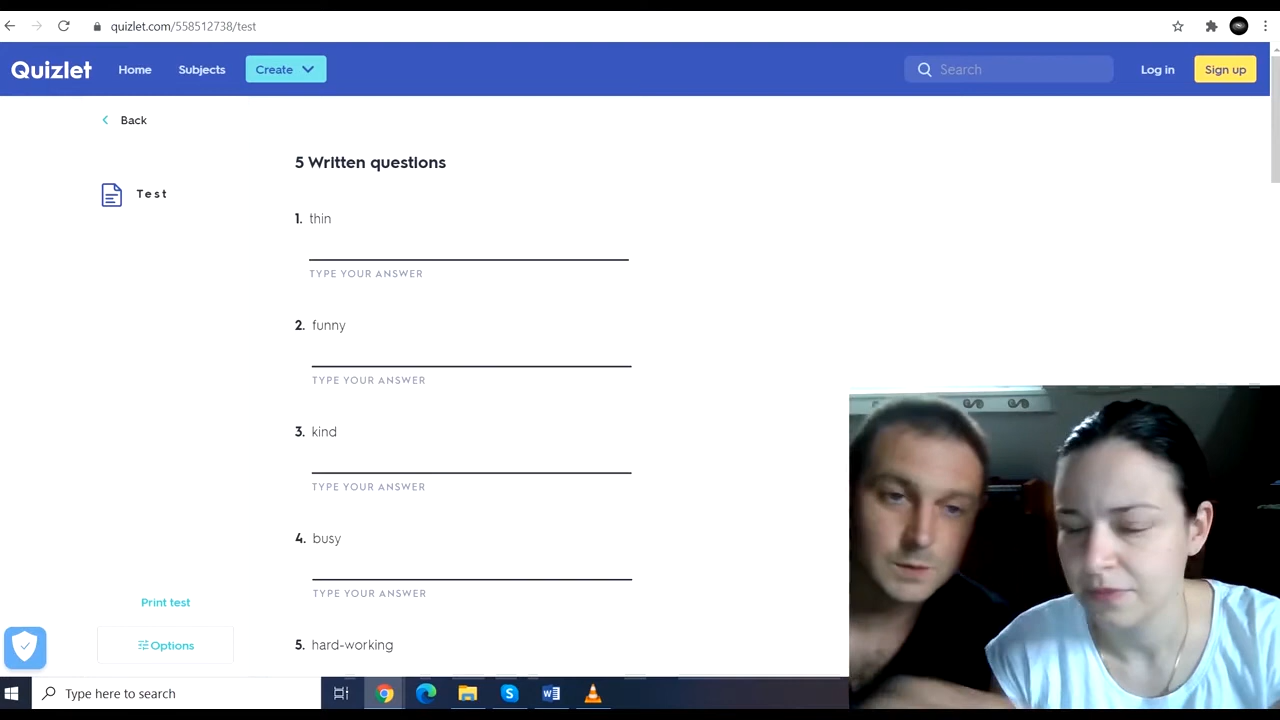 quizlet.com/558512738/test
Quizlet Home Subjects Create Search Log in Sign up
Back
5 Written questions
Test
1. thin
TYPE YOUR ANSWER
2. funny
TYPE YOUR ANSWER
3. kind
TYPE YOUR ANSWER
4. busy
TYPE YOUR ANSWER
Print test
Options
5. hard-working
Type here to search